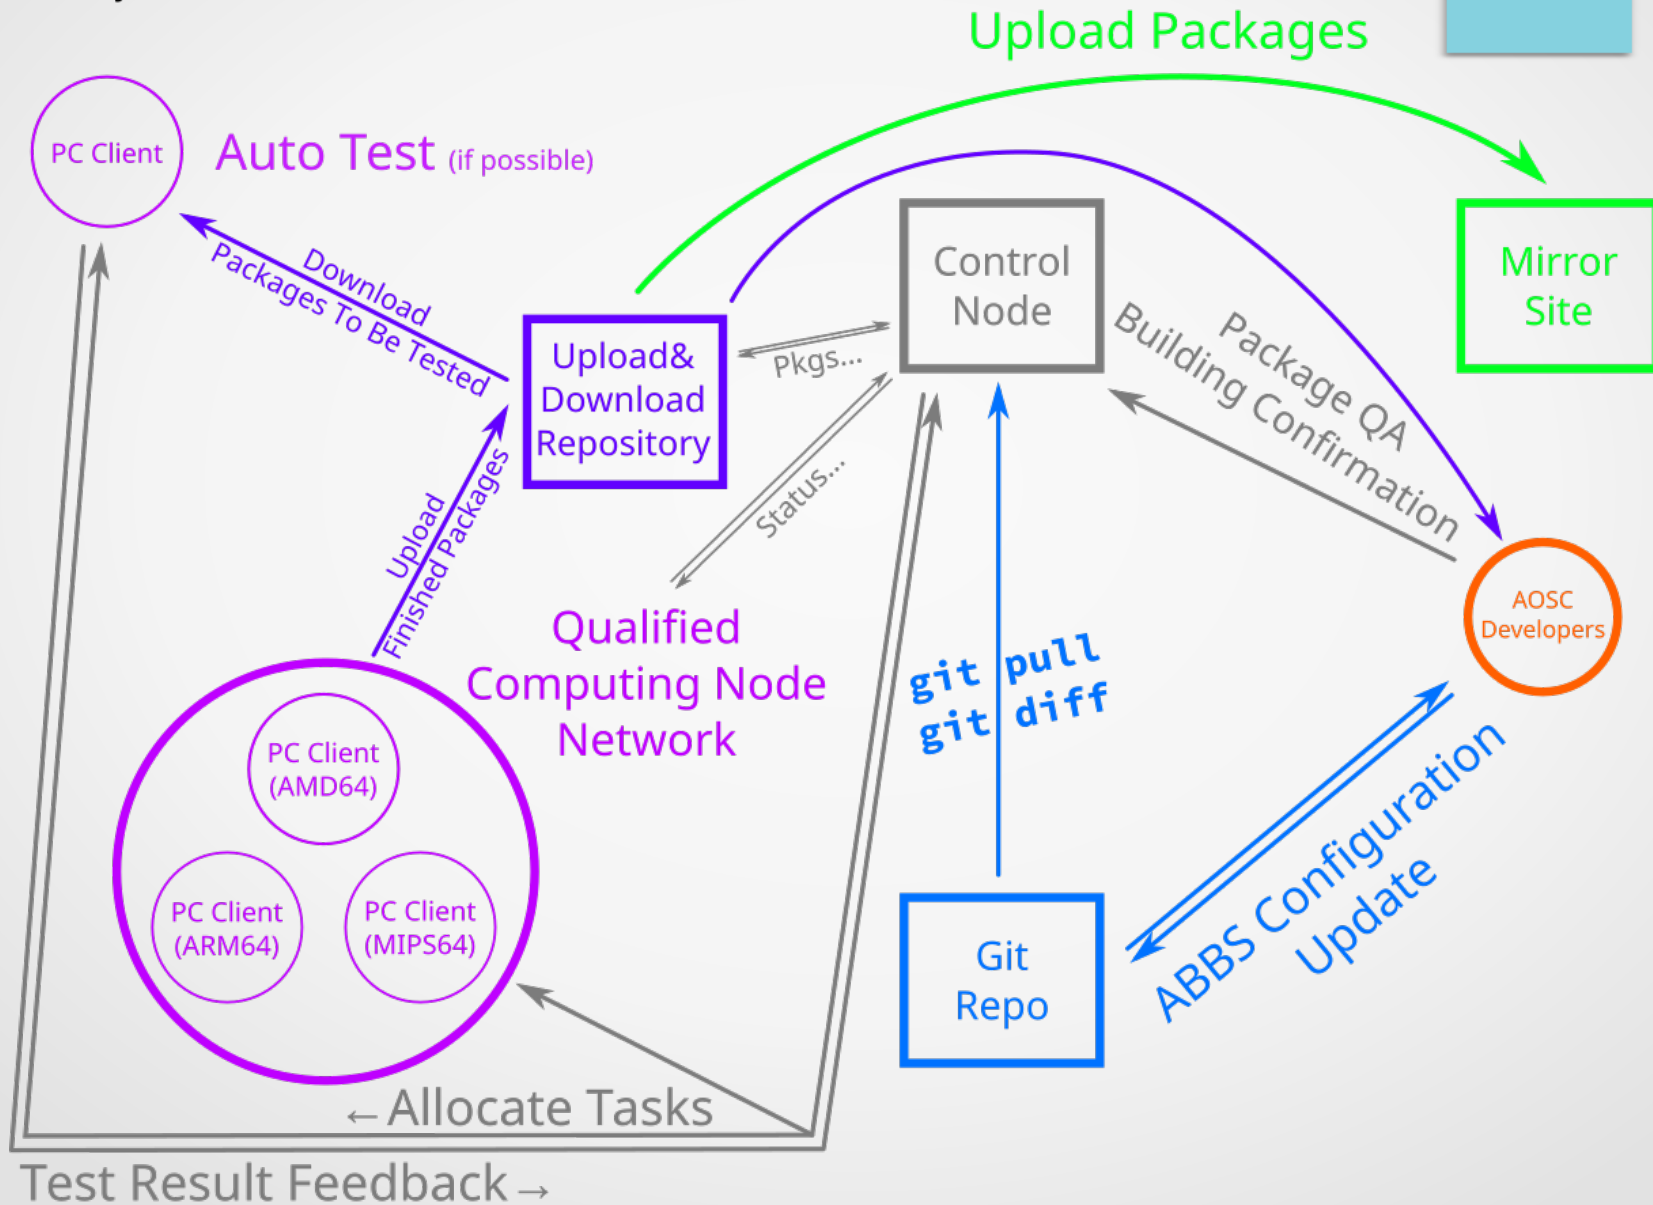 Upload Packages
PC Client
Auto Test (if possible)
Control
Node
Mirror
Site
Download
Packages To Be Tested
Upload&
Download
Repository
Pkgs...
Package QA
Building Confirmation
Status...
Upload
Finished Packages
AOSC
Developers
Qualified
Computing Node
Network
git pull
git diff
PC Client
(AMD64)
ABBS Configuration
Update
PC Client
(ARM64)
PC Client
(MIPS64)
Git
Repo
←Allocate Tasks
Test Result Feedback→